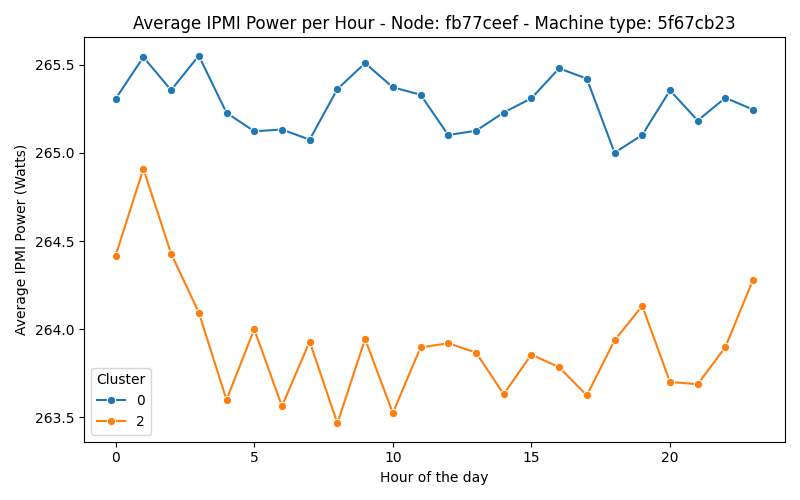 Average IPMI Power per Hour - Node: fb77ceef - Machine type: 5f67cb23
Average IPMI Power (Watts)
265.5
265.0
264.5
264.0
263.5
Cluster
0
2
0 5 10 15 20
Hour of the day